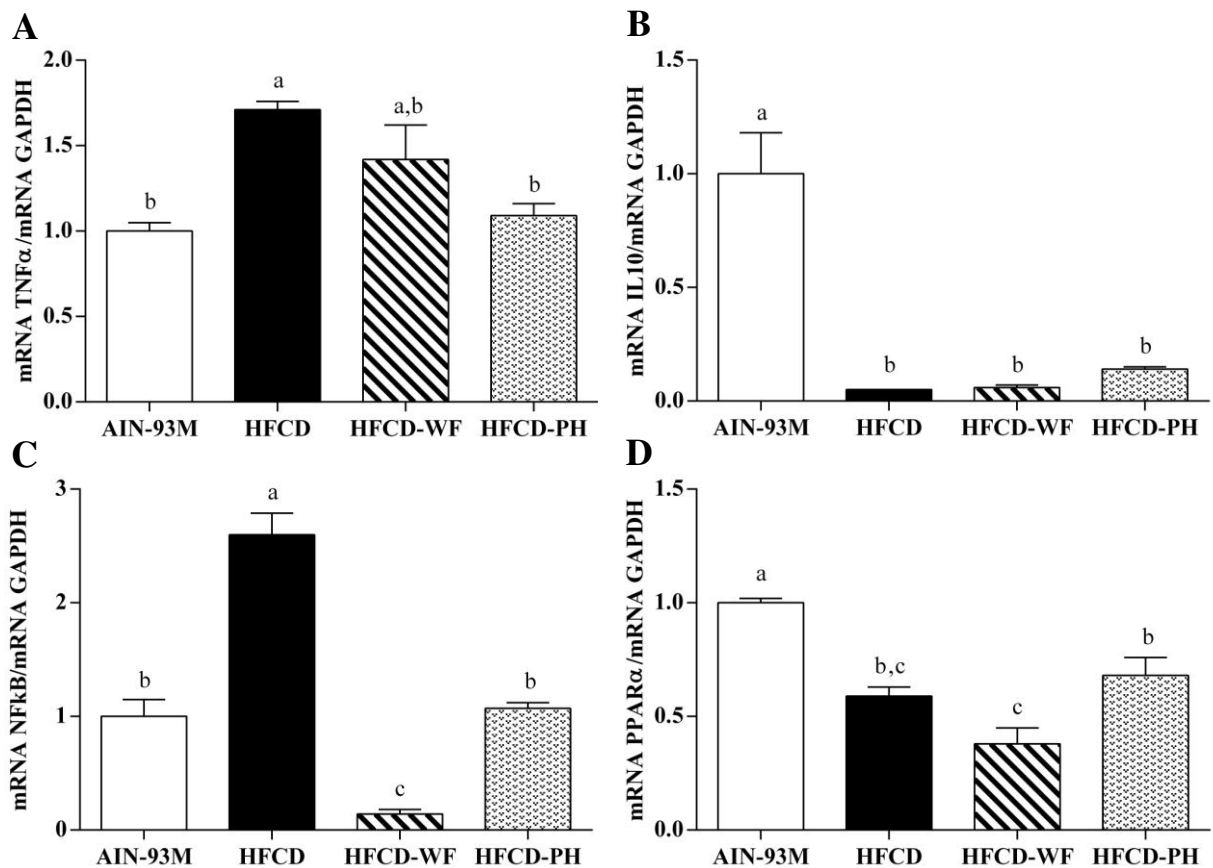 A
mRNA TNFα/mRNA GAPDH
2.0
1.5
1.0
0.5
0.0
b
a
a,b
b
AIN-93M HFCD HFCD-WF HFCD-PH
B
mRNA IL10/mRNA GAPDH
1.5
1.0
0.5
0.0
a
b
b
b
AIN-93M HFCD HFCD-WF HFCD-PH
C
mRNA NFkB/mRNA GAPDH
3
2
1
0
b
a
c
b
AIN-93M HFCD HFCD-WF HFCD-PH
D
mRNA PPARα/mRNA GAPDH
1.5
1.0
0.5
0.0
a
b,c
c
b
AIN-93M HFCD HFCD-WF HFCD-PH